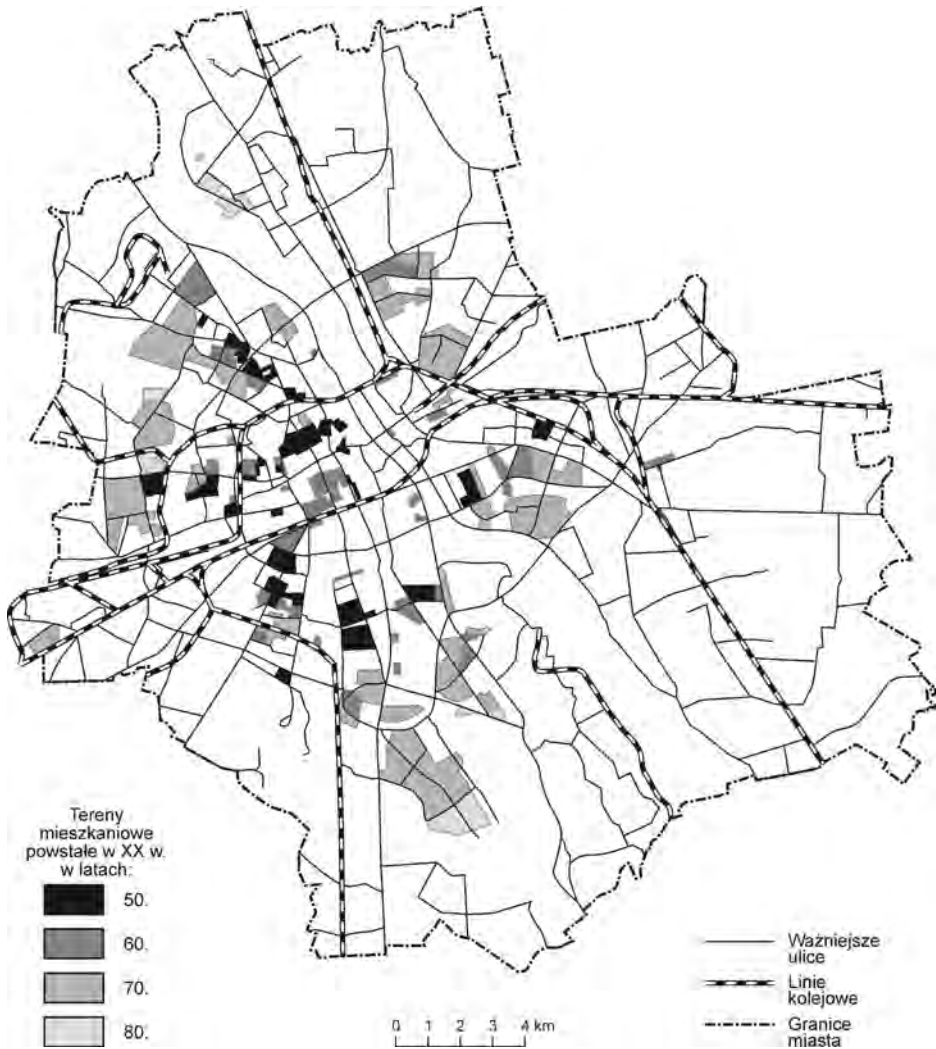 Tereny
mieszkaniowe
powstałe w XX w.
w latach:
50.
60.
70.
80.
0 1 2 3 4 km
Ważniejsze
ulice
Linie
kolejowe
Granice
miasta